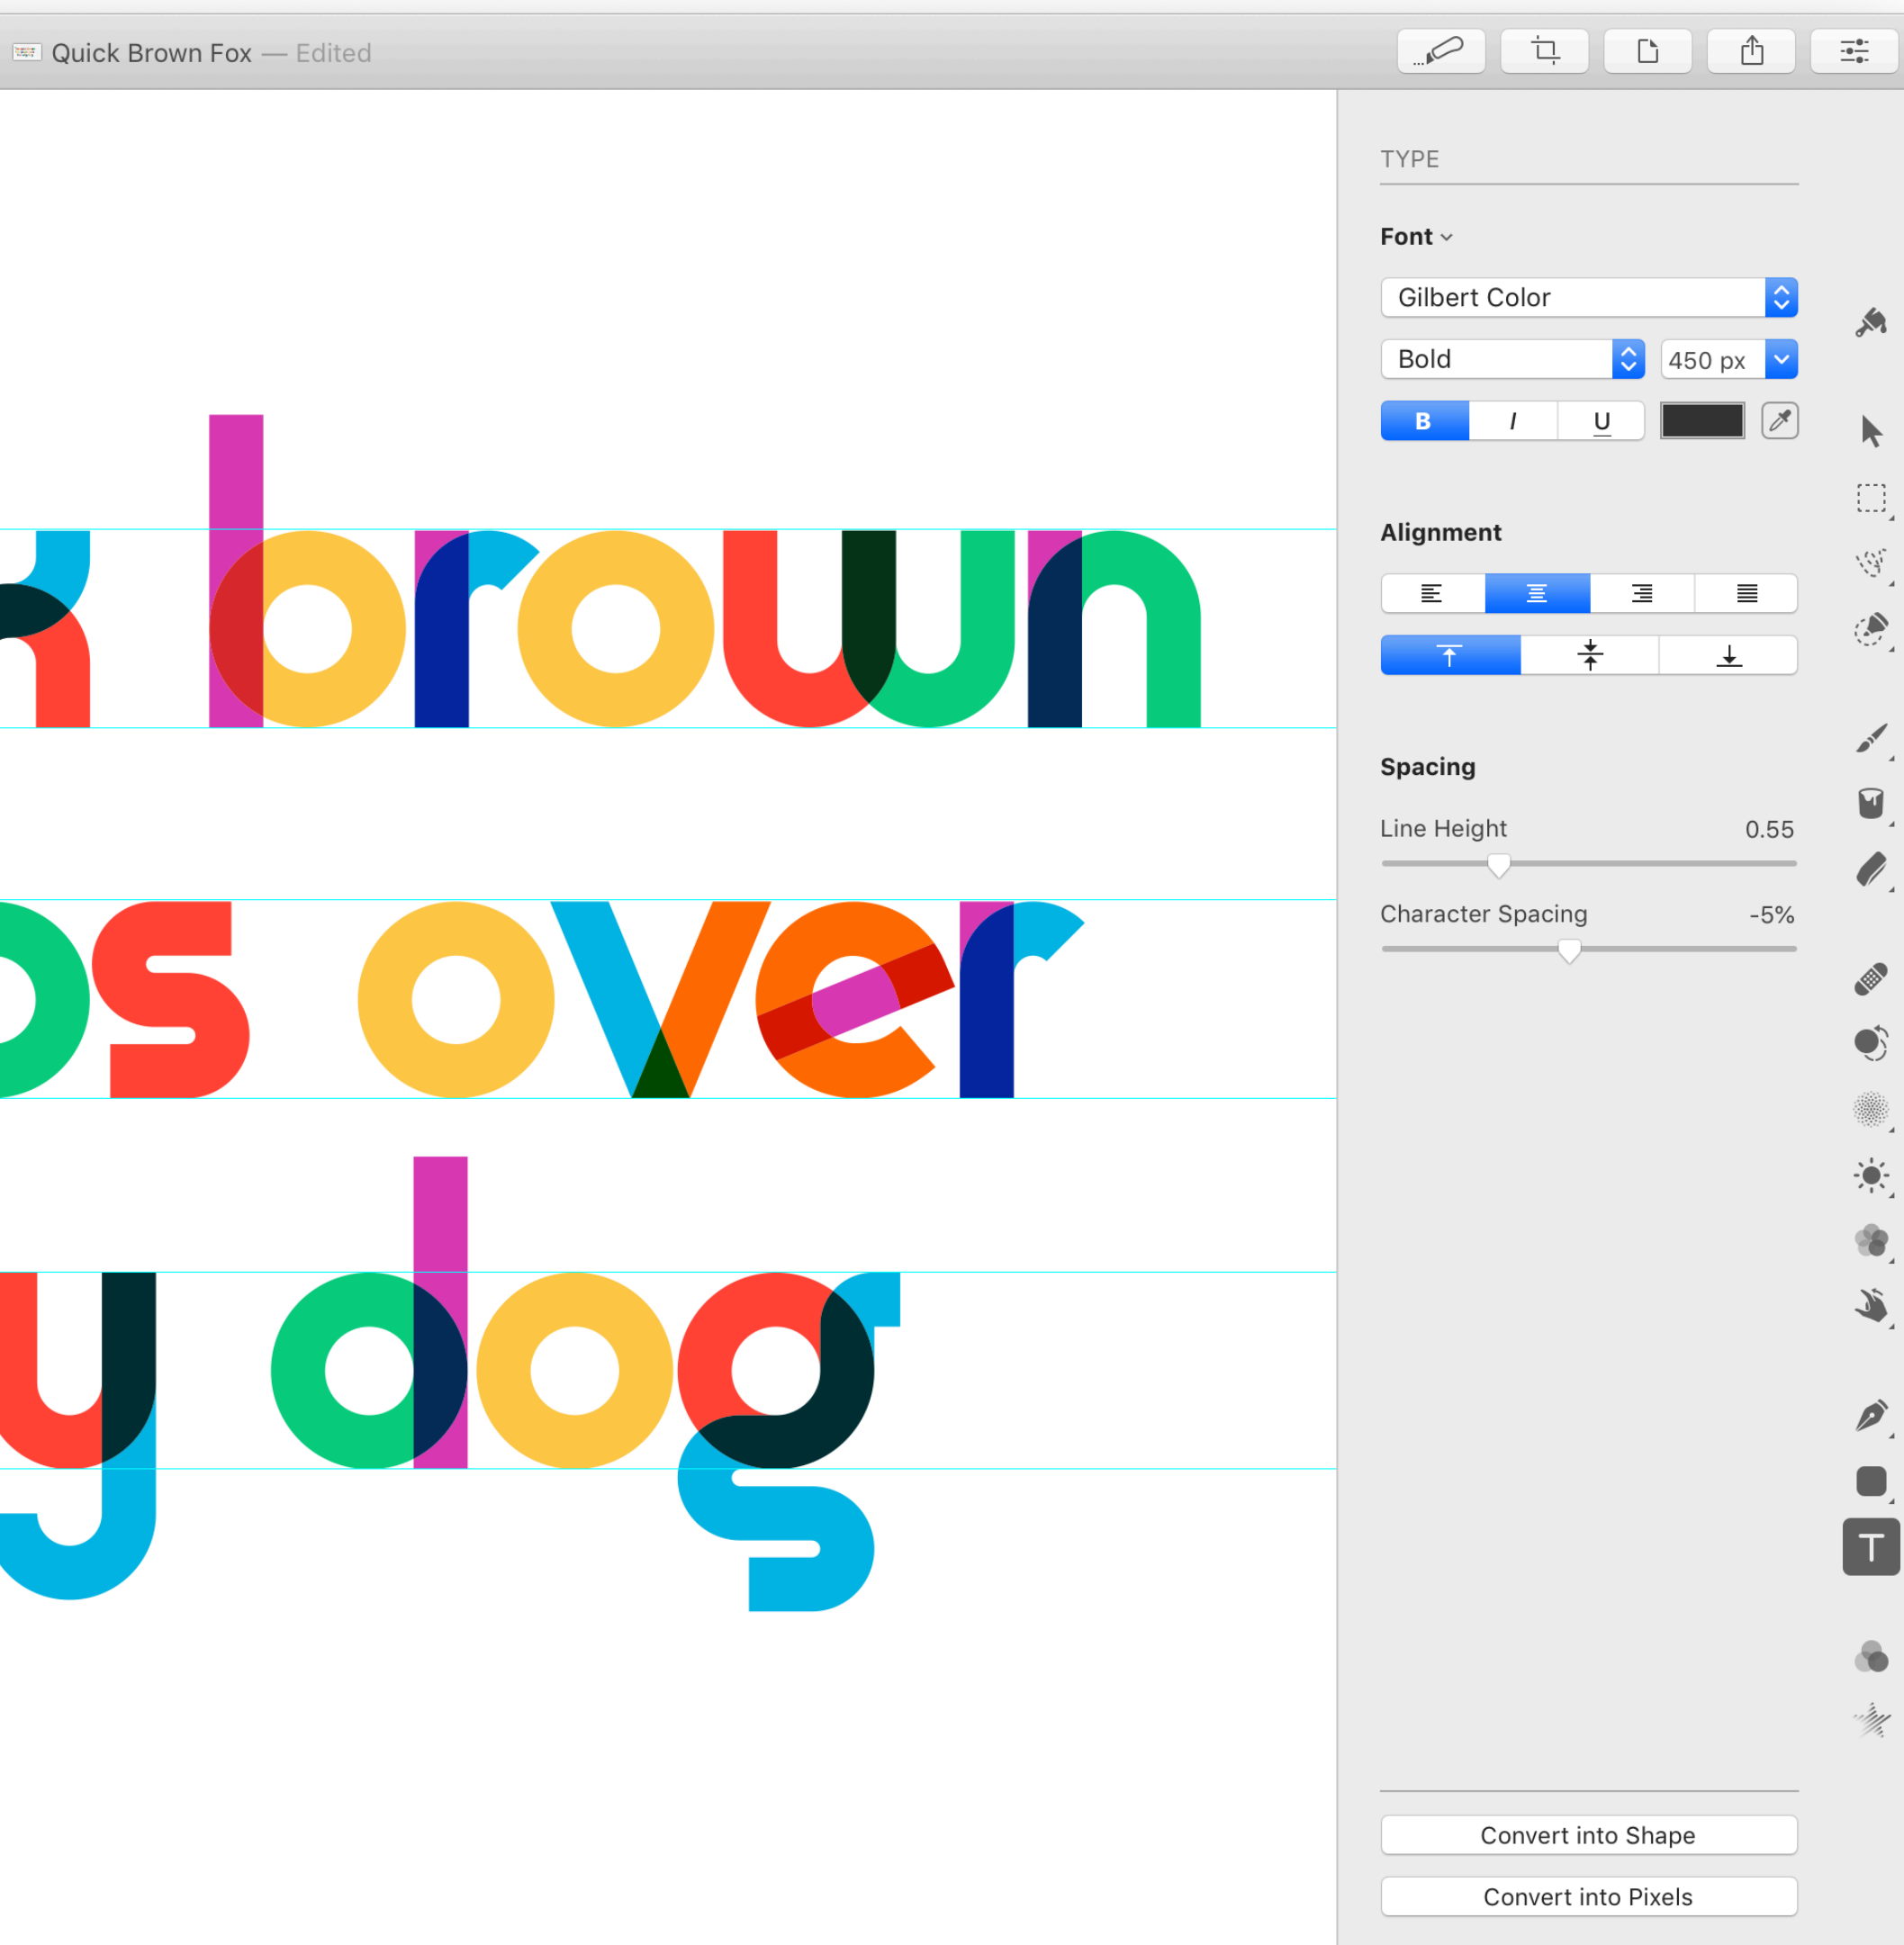 Quick Brown Fox — Edited
TYPE
Font
Gilbert Color
Bold 450 px
B I U
k brown
Alignment
Spacing
Line Height 0.55
Character Spacing -5%
ps over
y dog
T
Convert into Shape
Convert into Pixels